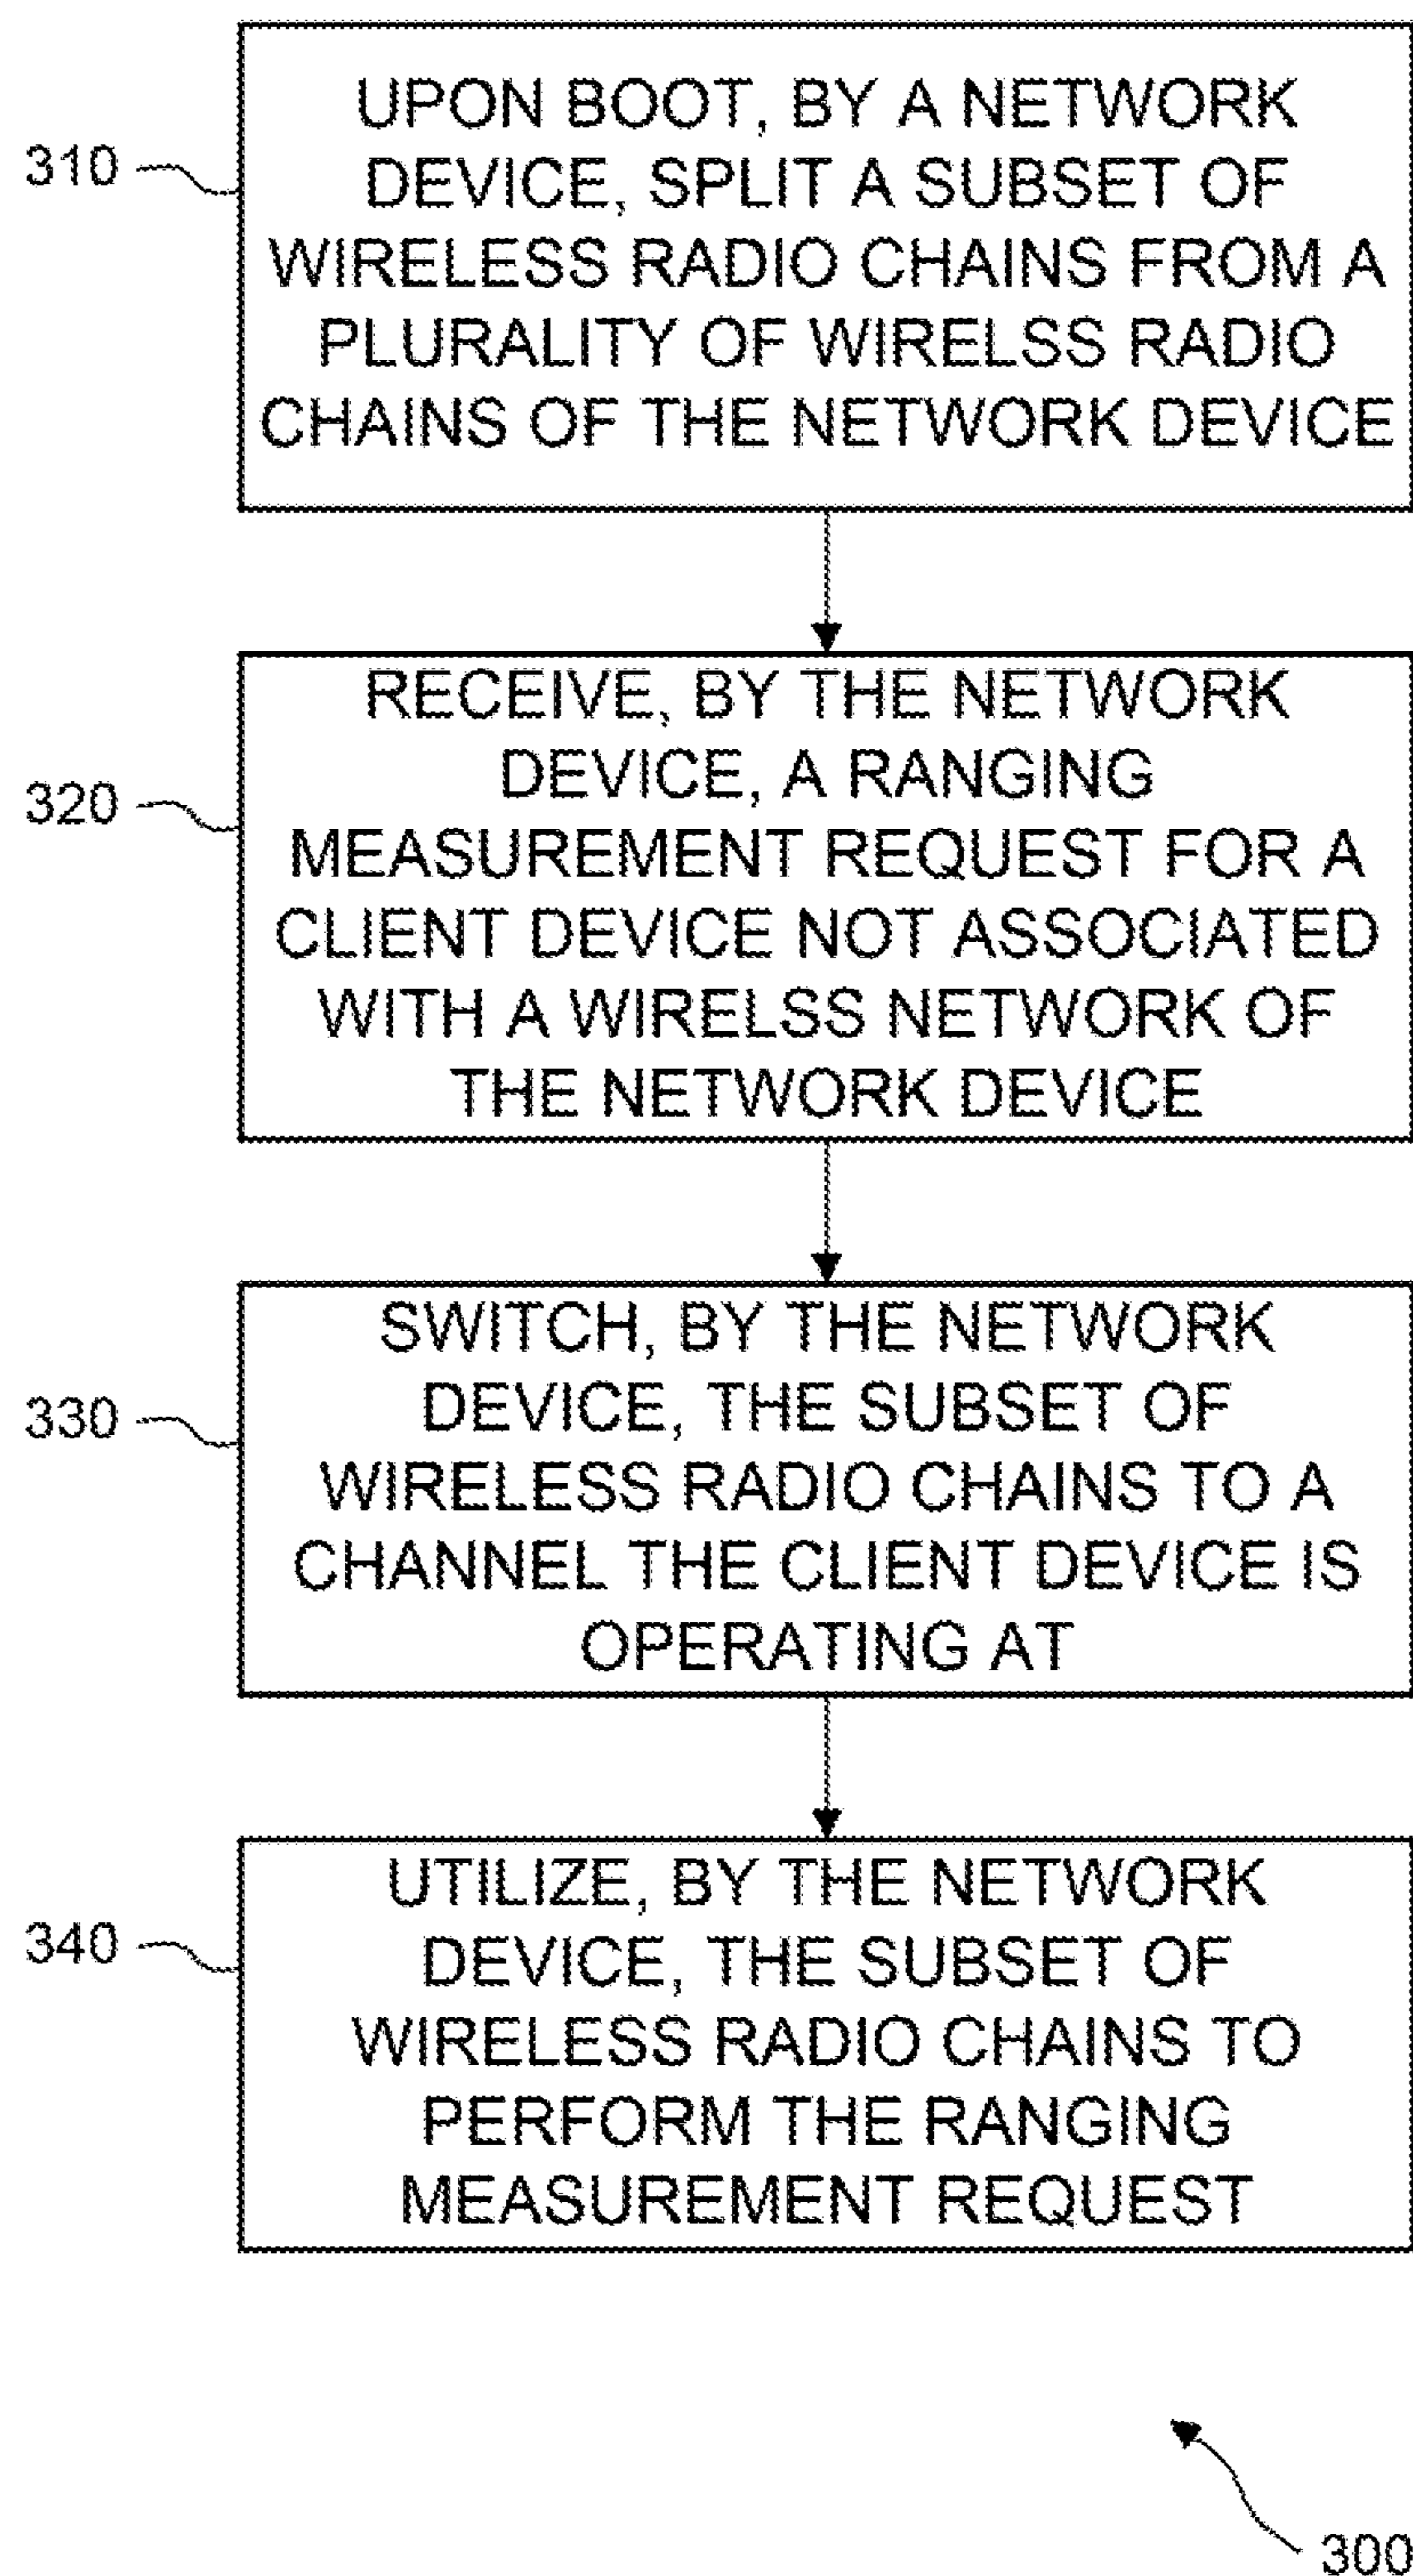 310
UPON BOOT, BY A NETWORK
DEVICE, SPLIT A SUBSET OF
WIRELESS RADIO CHAINS FROM A
PLURALITY OF WIRELSS RADIO
CHAINS OF THE NETWORK DEVICE
320
RECEIVE, BY THE NETWORK
DEVICE, A RANGING
MEASUREMENT REQUEST FOR A
CLIENT DEVICE NOT ASSOCIATED
WITH A WIRELSS NETWORK OF
THE NETWORK DEVICE
330
SWITCH, BY THE NETWORK
DEVICE, THE SUBSET OF
WIRELESS RADIO CHAINS TO A
CHANNEL THE CLIENT DEVICE IS
OPERATING AT
340
UTILIZE, BY THE NETWORK
DEVICE, THE SUBSET OF
WIRELESS RADIO CHAINS TO
PERFORM THE RANGING
MEASUREMENT REQUEST
300